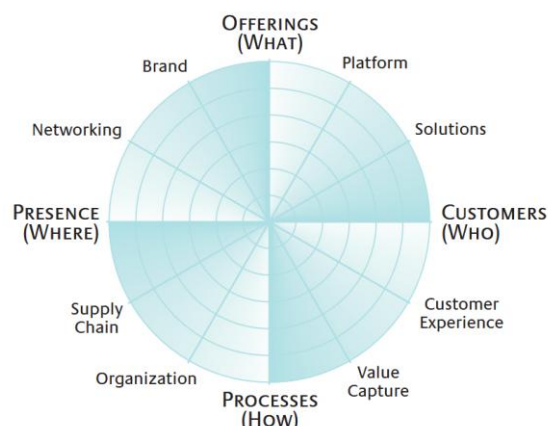 OFFERINGS
(WHAT)
Brand
Platform
Networking
Solutions
PRESENCE
(WHERE)
CUSTOMERS
(WHO)
Supply
Chain
Customer
Experience
Organization
Value
Capture
PROCESSES
(HOW)